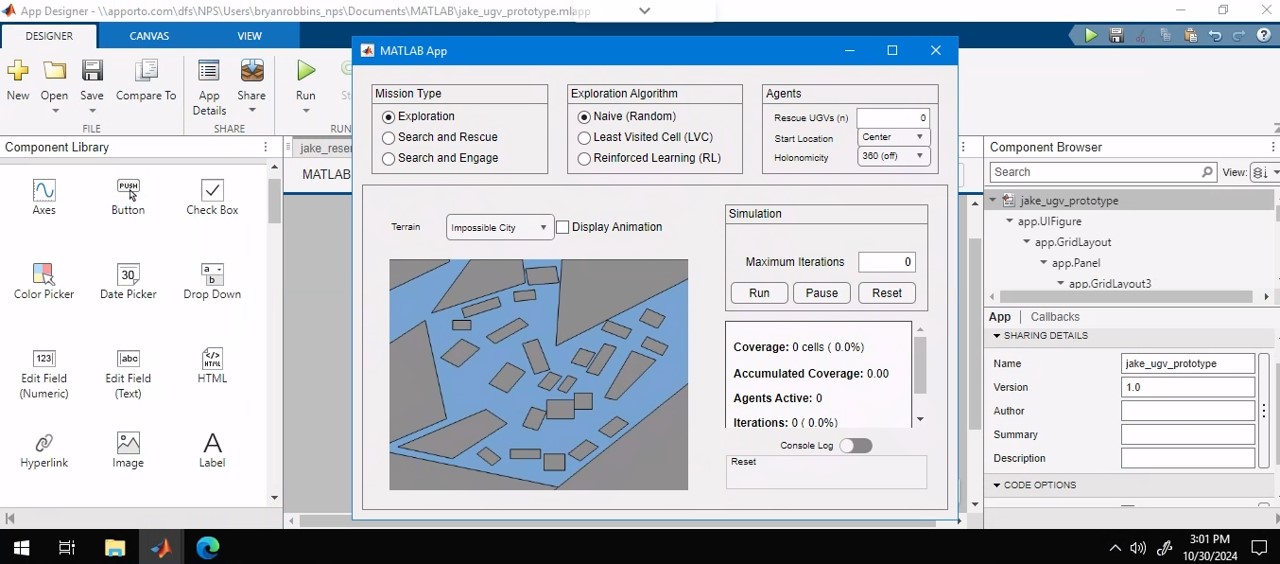 App Designer - \\apporto.com\dfs\NPS\Users\bryanrobbins_nps\Documents\MATLAB\jake_ugv_prototype.mlapp
DESIGNER CANVAS VIEW
New Open Save Compare To App Details Share Run
FILE SHARE RUN
MATLAB App
Mission Type
Exploration
Search and Rescue
Search and Engage
Exploration Algorithm
Naive (Random)
Least Visited Cell (LVC)
Reinforced Learning (RL)
Agents
Rescue UGVs (n) 0
Start Location Center
Holonomicity 360 (off)
Component Library
Axes Button Check Box
PUSH
Color Picker Date Picker Drop Down
30 a -
b
Edit Field (Numeric) Edit Field (Text) HTML
123 abc </> HTML
Hyperlink Image Label
A
MATLAB
Terrain Impossible City Display Animation
Simulation
Maximum Iterations 0
Run Pause Reset
Coverage: 0 cells ( 0.0%)
Accumulated Coverage: 0.00
Agents Active: 0
Iterations: 0 ( 0.0%)
Console Log
Reset
Component Browser
Search View:
jake_ugv_prototype
app.UIFigure
app.GridLayout
app.Panel
app.GridLayout3
App Callbacks
SHARING DETAILS
Name jake_ugv_prototype
Version 1.0
Author
Summary
Description
CODE OPTIONS
3:01 PM
10/30/2024